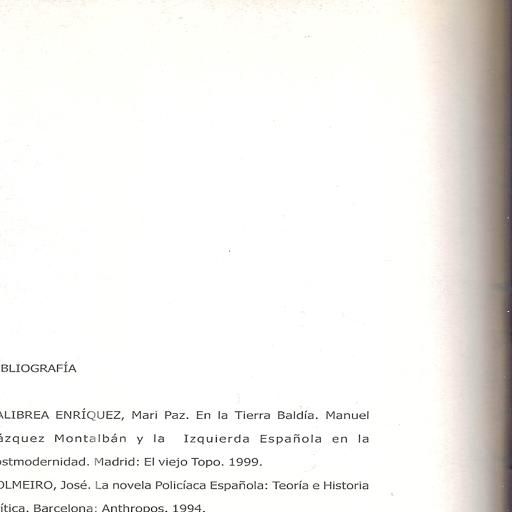 BLIOGRAFÍA
ALIBREA ENRÍQUEZ, Mari Paz. En la Tierra Baldía. Manuel
ázquez Montalbán y la Izquierda Española en la
ostmodernidad. Madrid: El viejo Topo. 1999.
OLMEIRO, José. La novela Policíaca Española: Teoría e Historia
ítica. Barcelona: Anthropos. 1994.